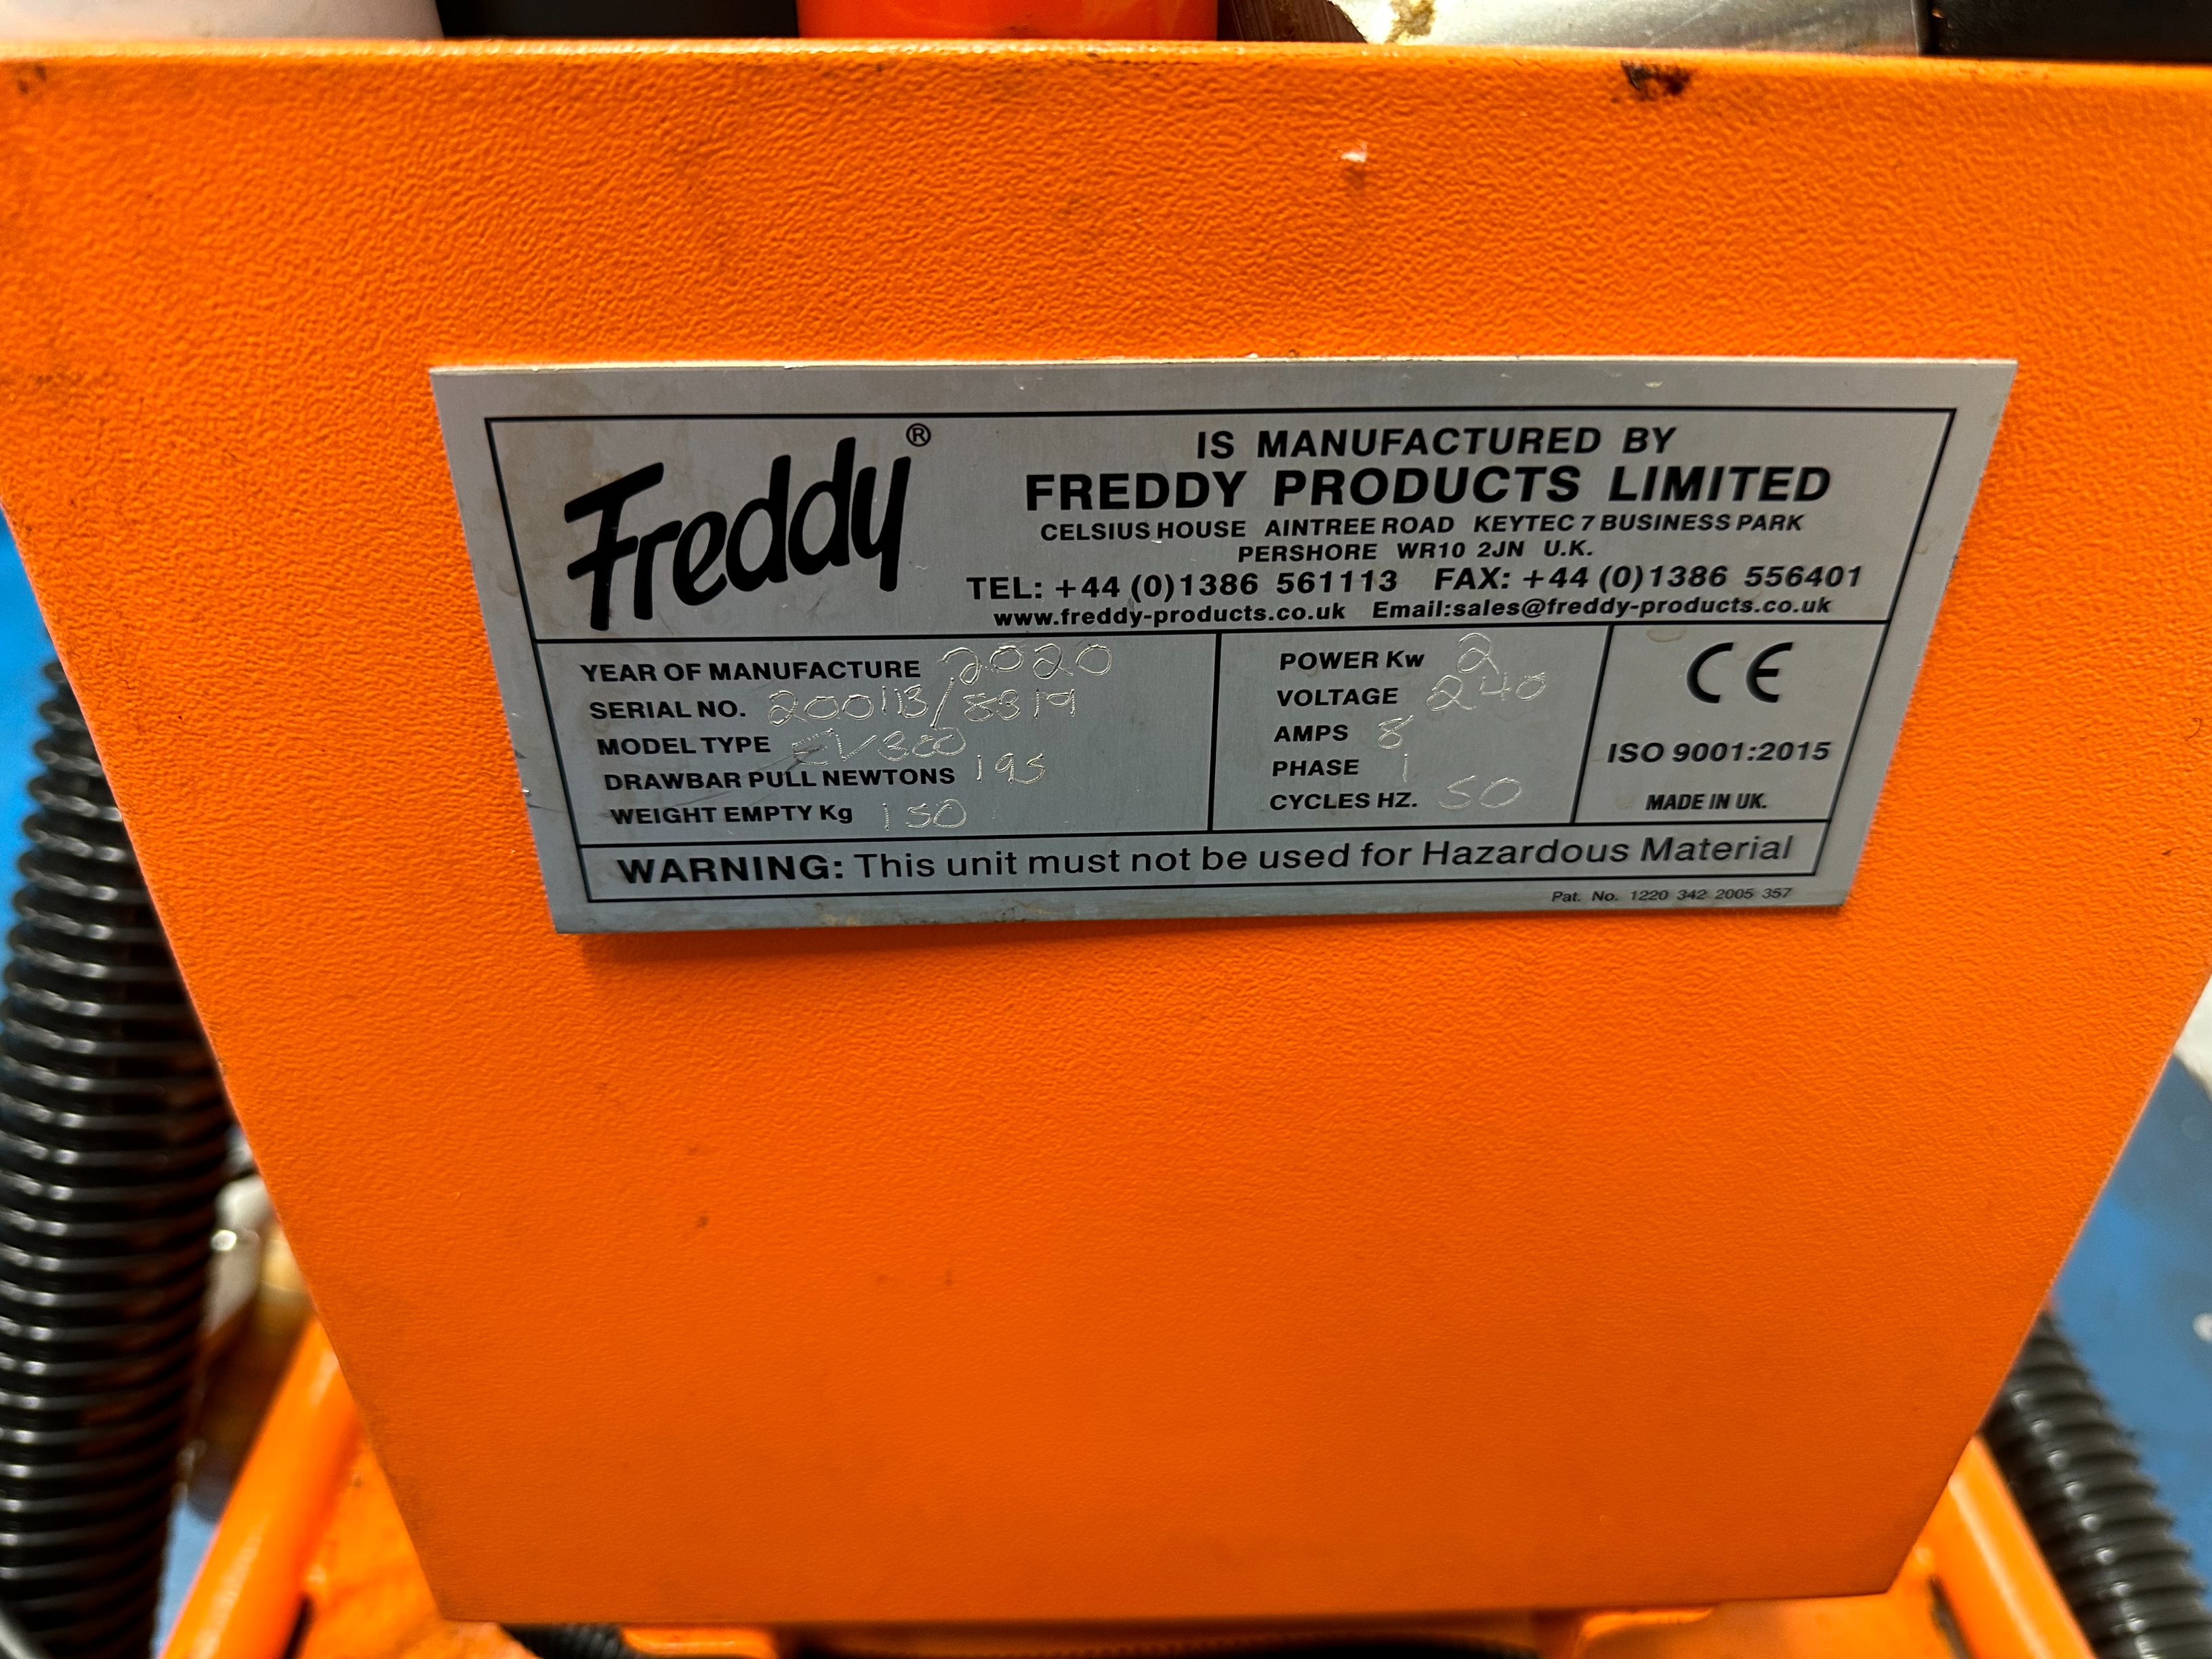 Freddy®
IS MANUFACTURED BY
FREDDY PRODUCTS LIMITED
CELSIUS HOUSE AINTREE ROAD KEYTEC 7 BUSINESS PARK
PERSHORE WR10 2JN U.K.
TEL: +44 (0)1386 561113 FAX: +44 (0)1386 556401
www.freddy-products.co.uk Email:sales@freddy-products.co.uk
YEAR OF MANUFACTURE 2020
SERIAL NO. 200113/8319
MODEL TYPE EV300
DRAWBAR PULL NEWTONS 195
WEIGHT EMPTY Kg 150
POWER Kw 2
VOLTAGE 240
AMPS 8
PHASE 1
CYCLES HZ. 50
CE
ISO 9001:2015
MADE IN UK.
WARNING: This unit must not be used for Hazardous Material
Pat. No. 1220 342 2005 357